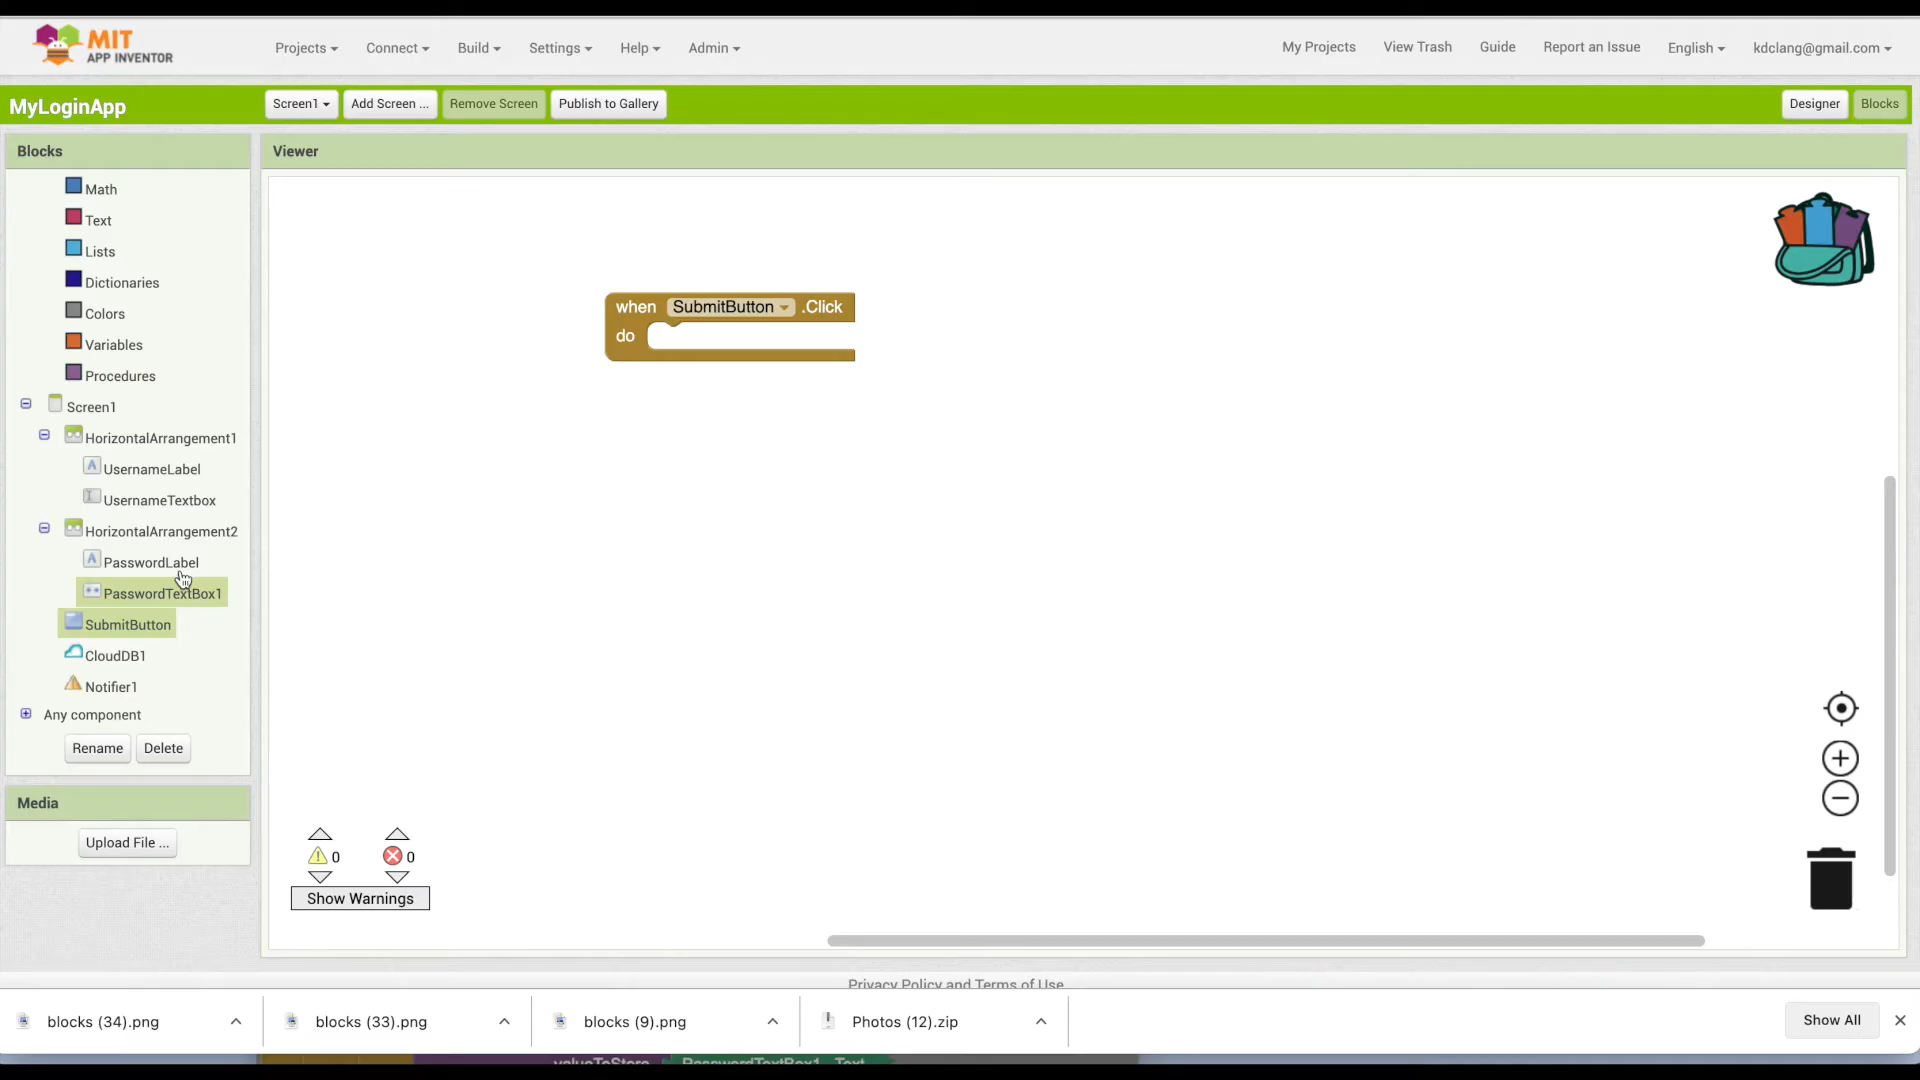 MIT
APP INVENTOR
Projects
Connect
Build
Settings
Help
Admin
My Projects
View Trash
Guide
Report an Issue
English
kdclang@gmail.com
MyLoginApp
Screen1
Add Screen ...
Remove Screen
Publish to Gallery
Designer
Blocks
Blocks
Math
Text
Lists
Dictionaries
Colors
Variables
Procedures
Screen1
HorizontalArrangement1
UsernameLabel
UsernameTextbox
HorizontalArrangement2
PasswordLabel
PasswordTextBox1
SubmitButton
CloudDB1
Notifier1
Any component
Rename Delete
Media
Upload File ...
Viewer
when SubmitButton .Click
do
0 0
Show Warnings
Privacy Policy and Terms of Use
blocks (34).png
blocks (33).png
blocks (9).png
Photos (12).zip
Show All
valueToStore PasswordTextBox1 Text